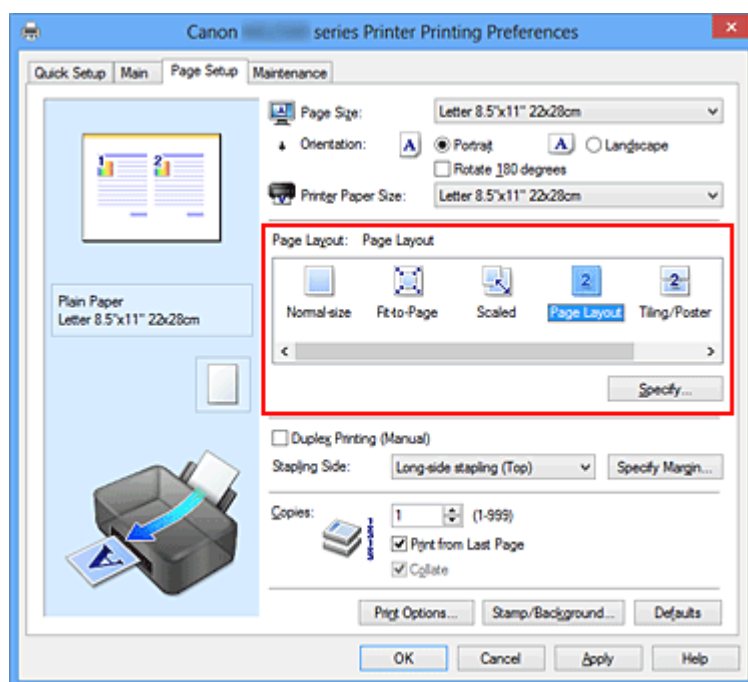 Canon series Printer Printing Preferences
Quick Setup Main Page Setup Maintenance
Page Size: Letter 8.5"x11" 22x28cm
Orientation: A Portrait A Landscape
Rotate 180 degrees
Printer Paper Size: Letter 8.5"x11" 22x28cm
1 2
Page Layout: Page Layout
2 2
Normal-size Fit-to-Page Scaled Page Layout Tiling/Poster
Plain Paper
Letter 8.5"x11" 22x28cm
Specify...
Duplex Printing (Manual)
Stapling Side: Long-side stapling (Top) Specify Margin...
Copies: 1 (1-999)
Print from Last Page
Collate
A
Print Options... Stamp/Background... Defaults
OK Cancel Apply Help